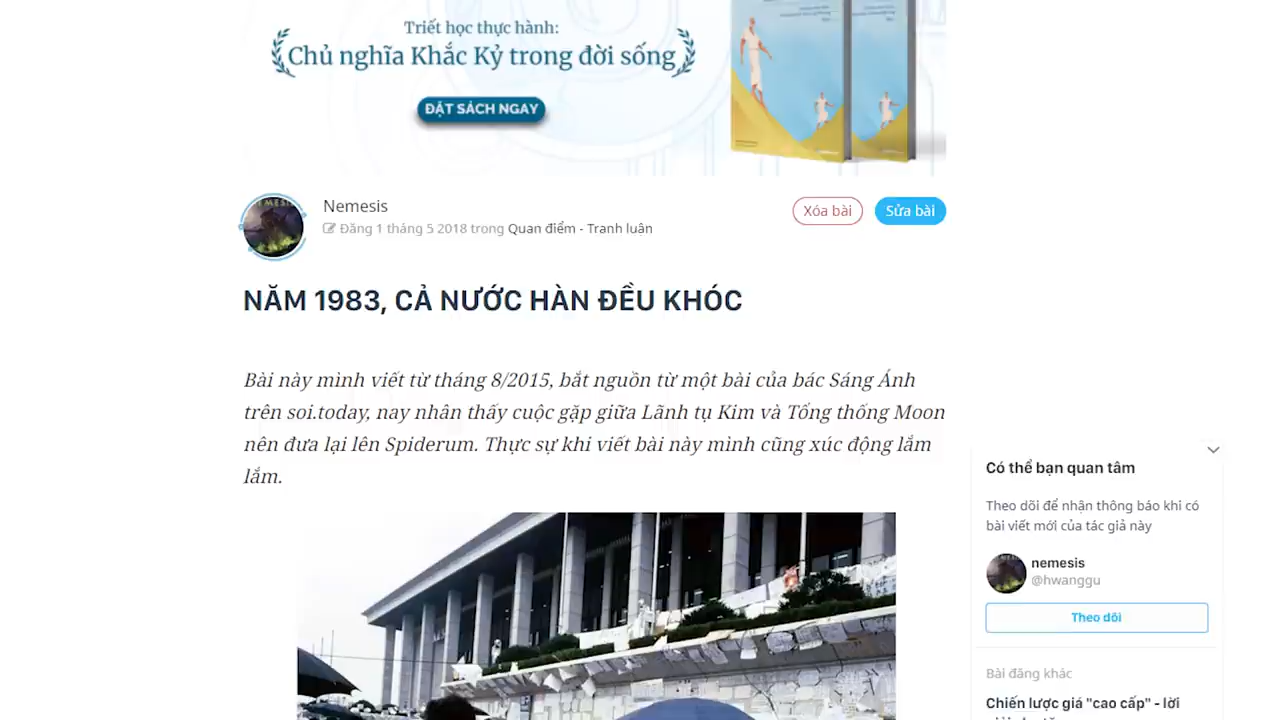 Triết học thực hành:
Chủ nghĩa Khắc Kỷ trong đời sống
ĐẶT SÁCH NGAY
Nemesis
Đăng 1 tháng 5 2018 trong Quan điểm - Tranh luận
Xóa bài
Sửa bài
NĂM 1983, CẢ NƯỚC HÀN ĐỀU KHÓC
Bài này mình viết từ tháng 8/2015, bắt nguồn từ một bài của bác Sáng Ánh
trên soi.today, nay nhân thấy cuộc gặp giữa Lãnh tụ Kim và Tổng thống Moon
nên đưa lại lên Spiderum. Thực sự khi viết bài này mình cũng xúc động lắm
lắm.
Có thể bạn quan tâm
Theo dõi để nhận thông báo khi có
bài viết mới của tác giả này
nemesis
@hwanggu
Theo dõi
Bài đăng khác
Chiến lược giá "cao cấp" - lời